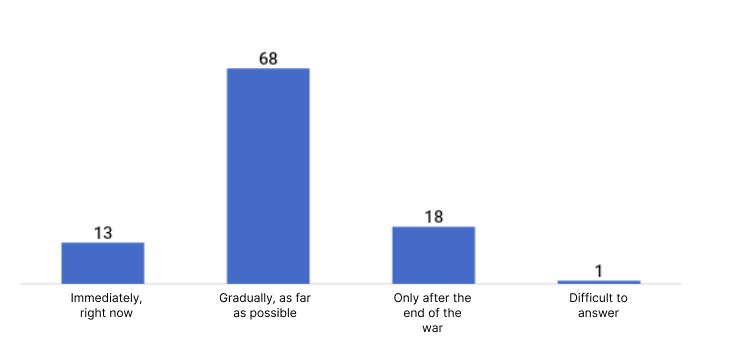 68
18
13
1
Immediately,
right now
Gradually, as far
as possible
Only after the
end of the
war
Difficult to
answer